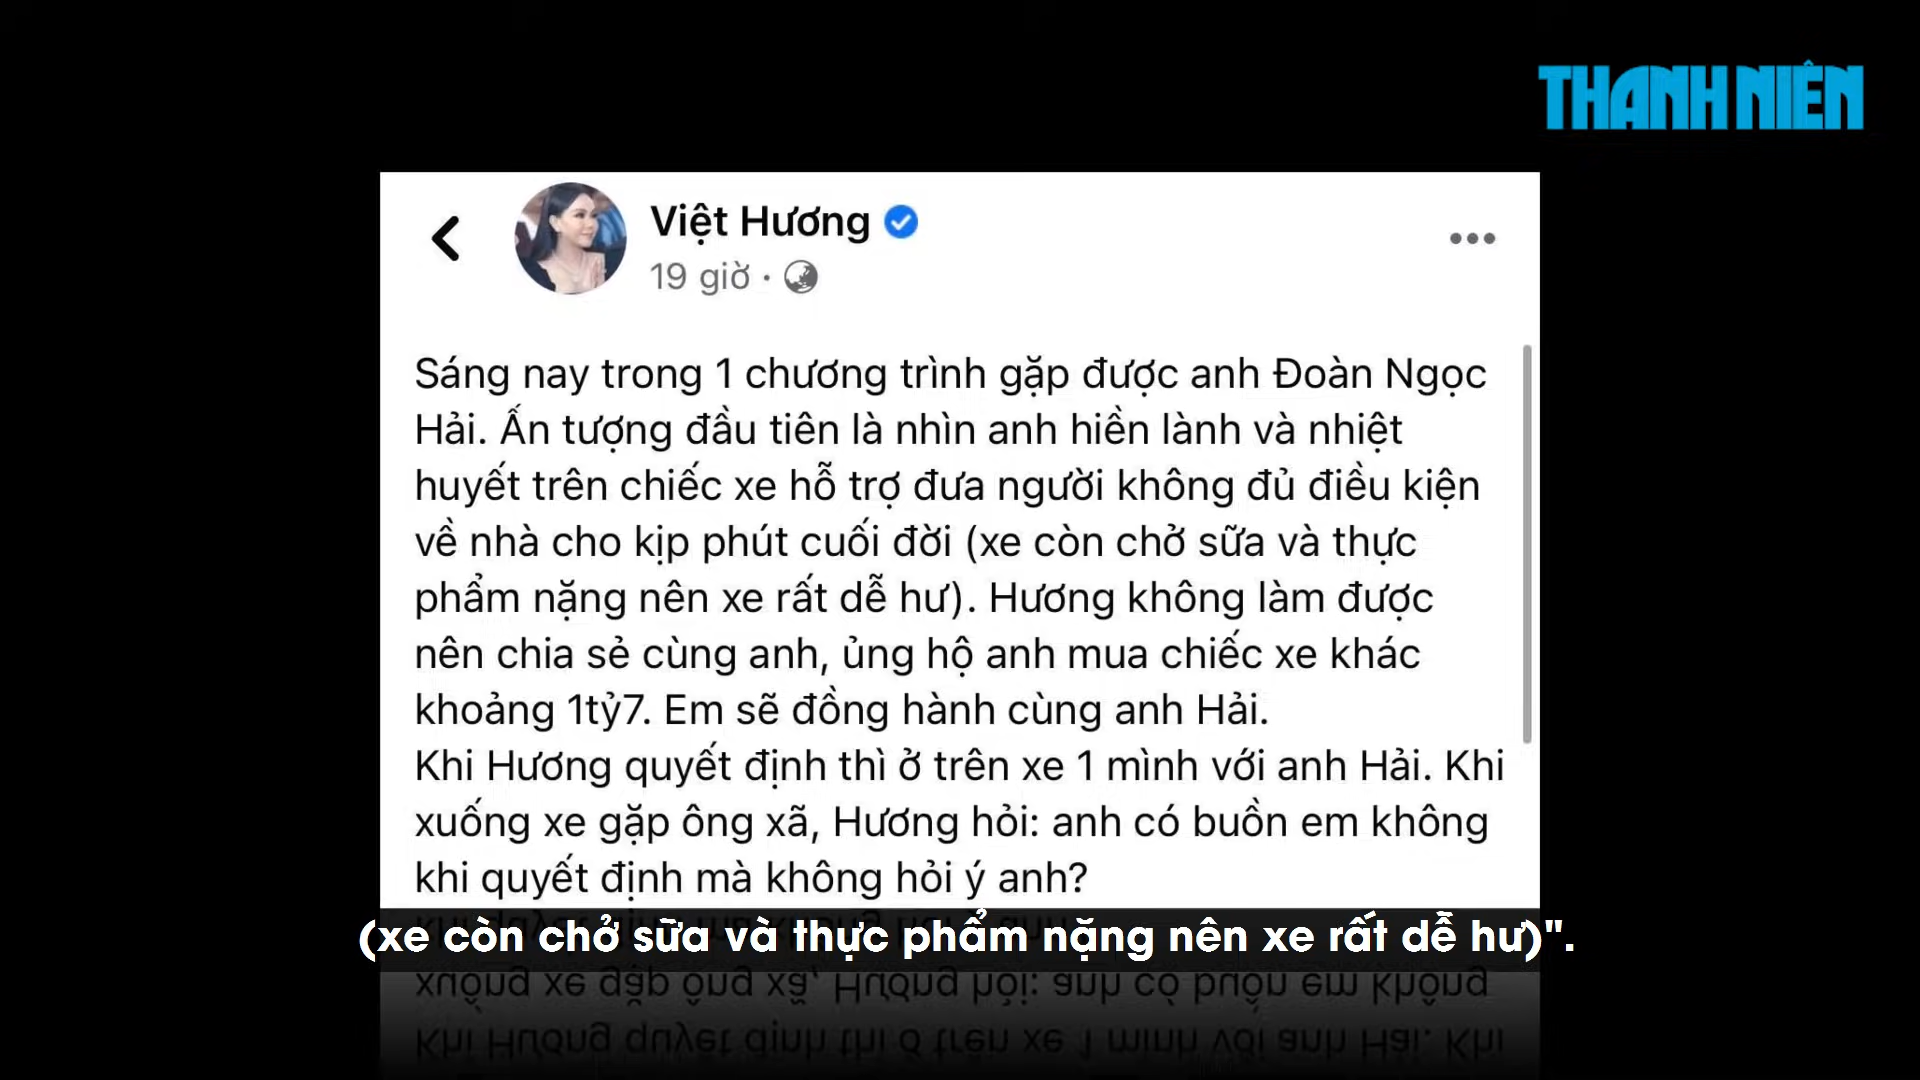 THANH NIÊN
Việt Hương
19 giờ ·
Sáng nay trong 1 chương trình gặp được anh Đoàn Ngọc
Hải. Ấn tượng đầu tiên là nhìn anh hiền lành và nhiệt
huyết trên chiếc xe hỗ trợ đưa người không đủ điều kiện
về nhà cho kịp phút cuối đời (xe còn chở sữa và thực
phẩm nặng nên xe rất dễ hư). Hương không làm được
nên chia sẻ cùng anh, ủng hộ anh mua chiếc xe khác
khoảng 1tỷ7. Em sẽ đồng hành cùng anh Hải.
Khi Hương quyết định thì ở trên xe 1 mình với anh Hải. Khi
xuống xe gặp ông xã, Hương hỏi: anh có buồn em không
khi quyết định mà không hỏi ý anh?
(xe còn chở sữa và thực phẩm nặng nên xe rất dễ hư)".